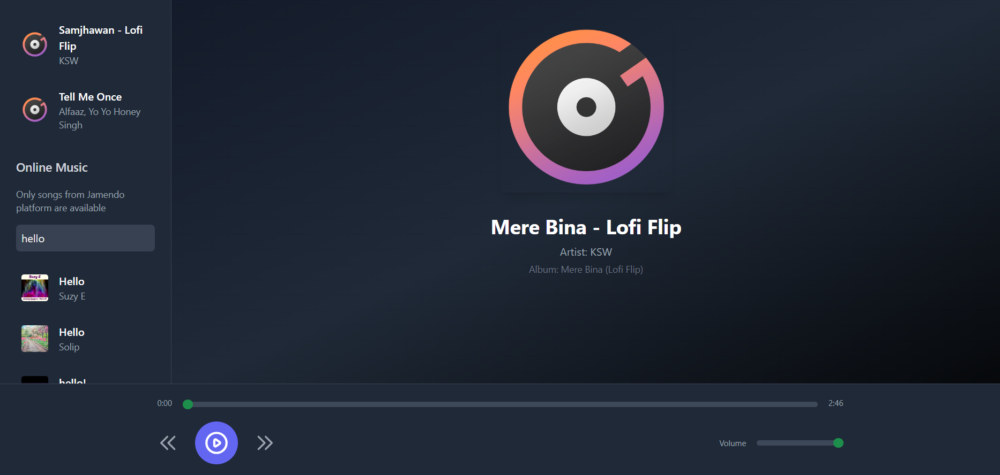 Samjhawan - Lofi
Flip
KSW
Tell Me Once
Alfaaz, Yo Yo Honey
Singh
Online Music
Only songs from Jamendo
platform are available
hello
Suzy E
Hello
Suzy E
Hello
Solip
hello!
Mere Bina - Lofi Flip
Artist: KSW
Album: Mere Bina (Lofi Flip)
0:00
2:46
Volume